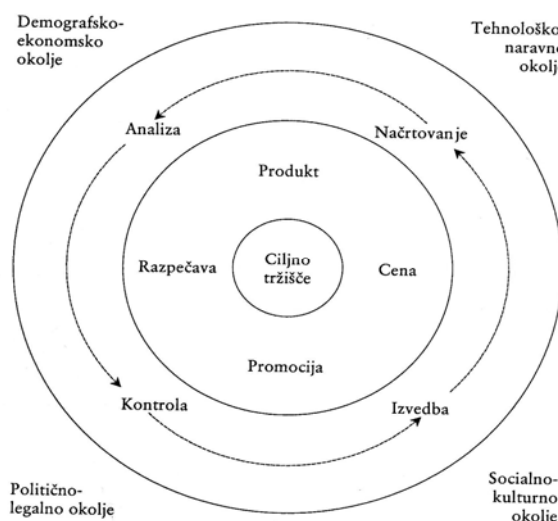 Demografsko-
ekonomsko
okolje
Tehnološko
naravno
okolj
Analiza
Načrtovanje
Produkt
Razpečava
Ciljno
tržišče
Cena
Promocija
Kontrola
Izvedba
Politično-
legalno okolje
Socialno-
kulturno
okolje